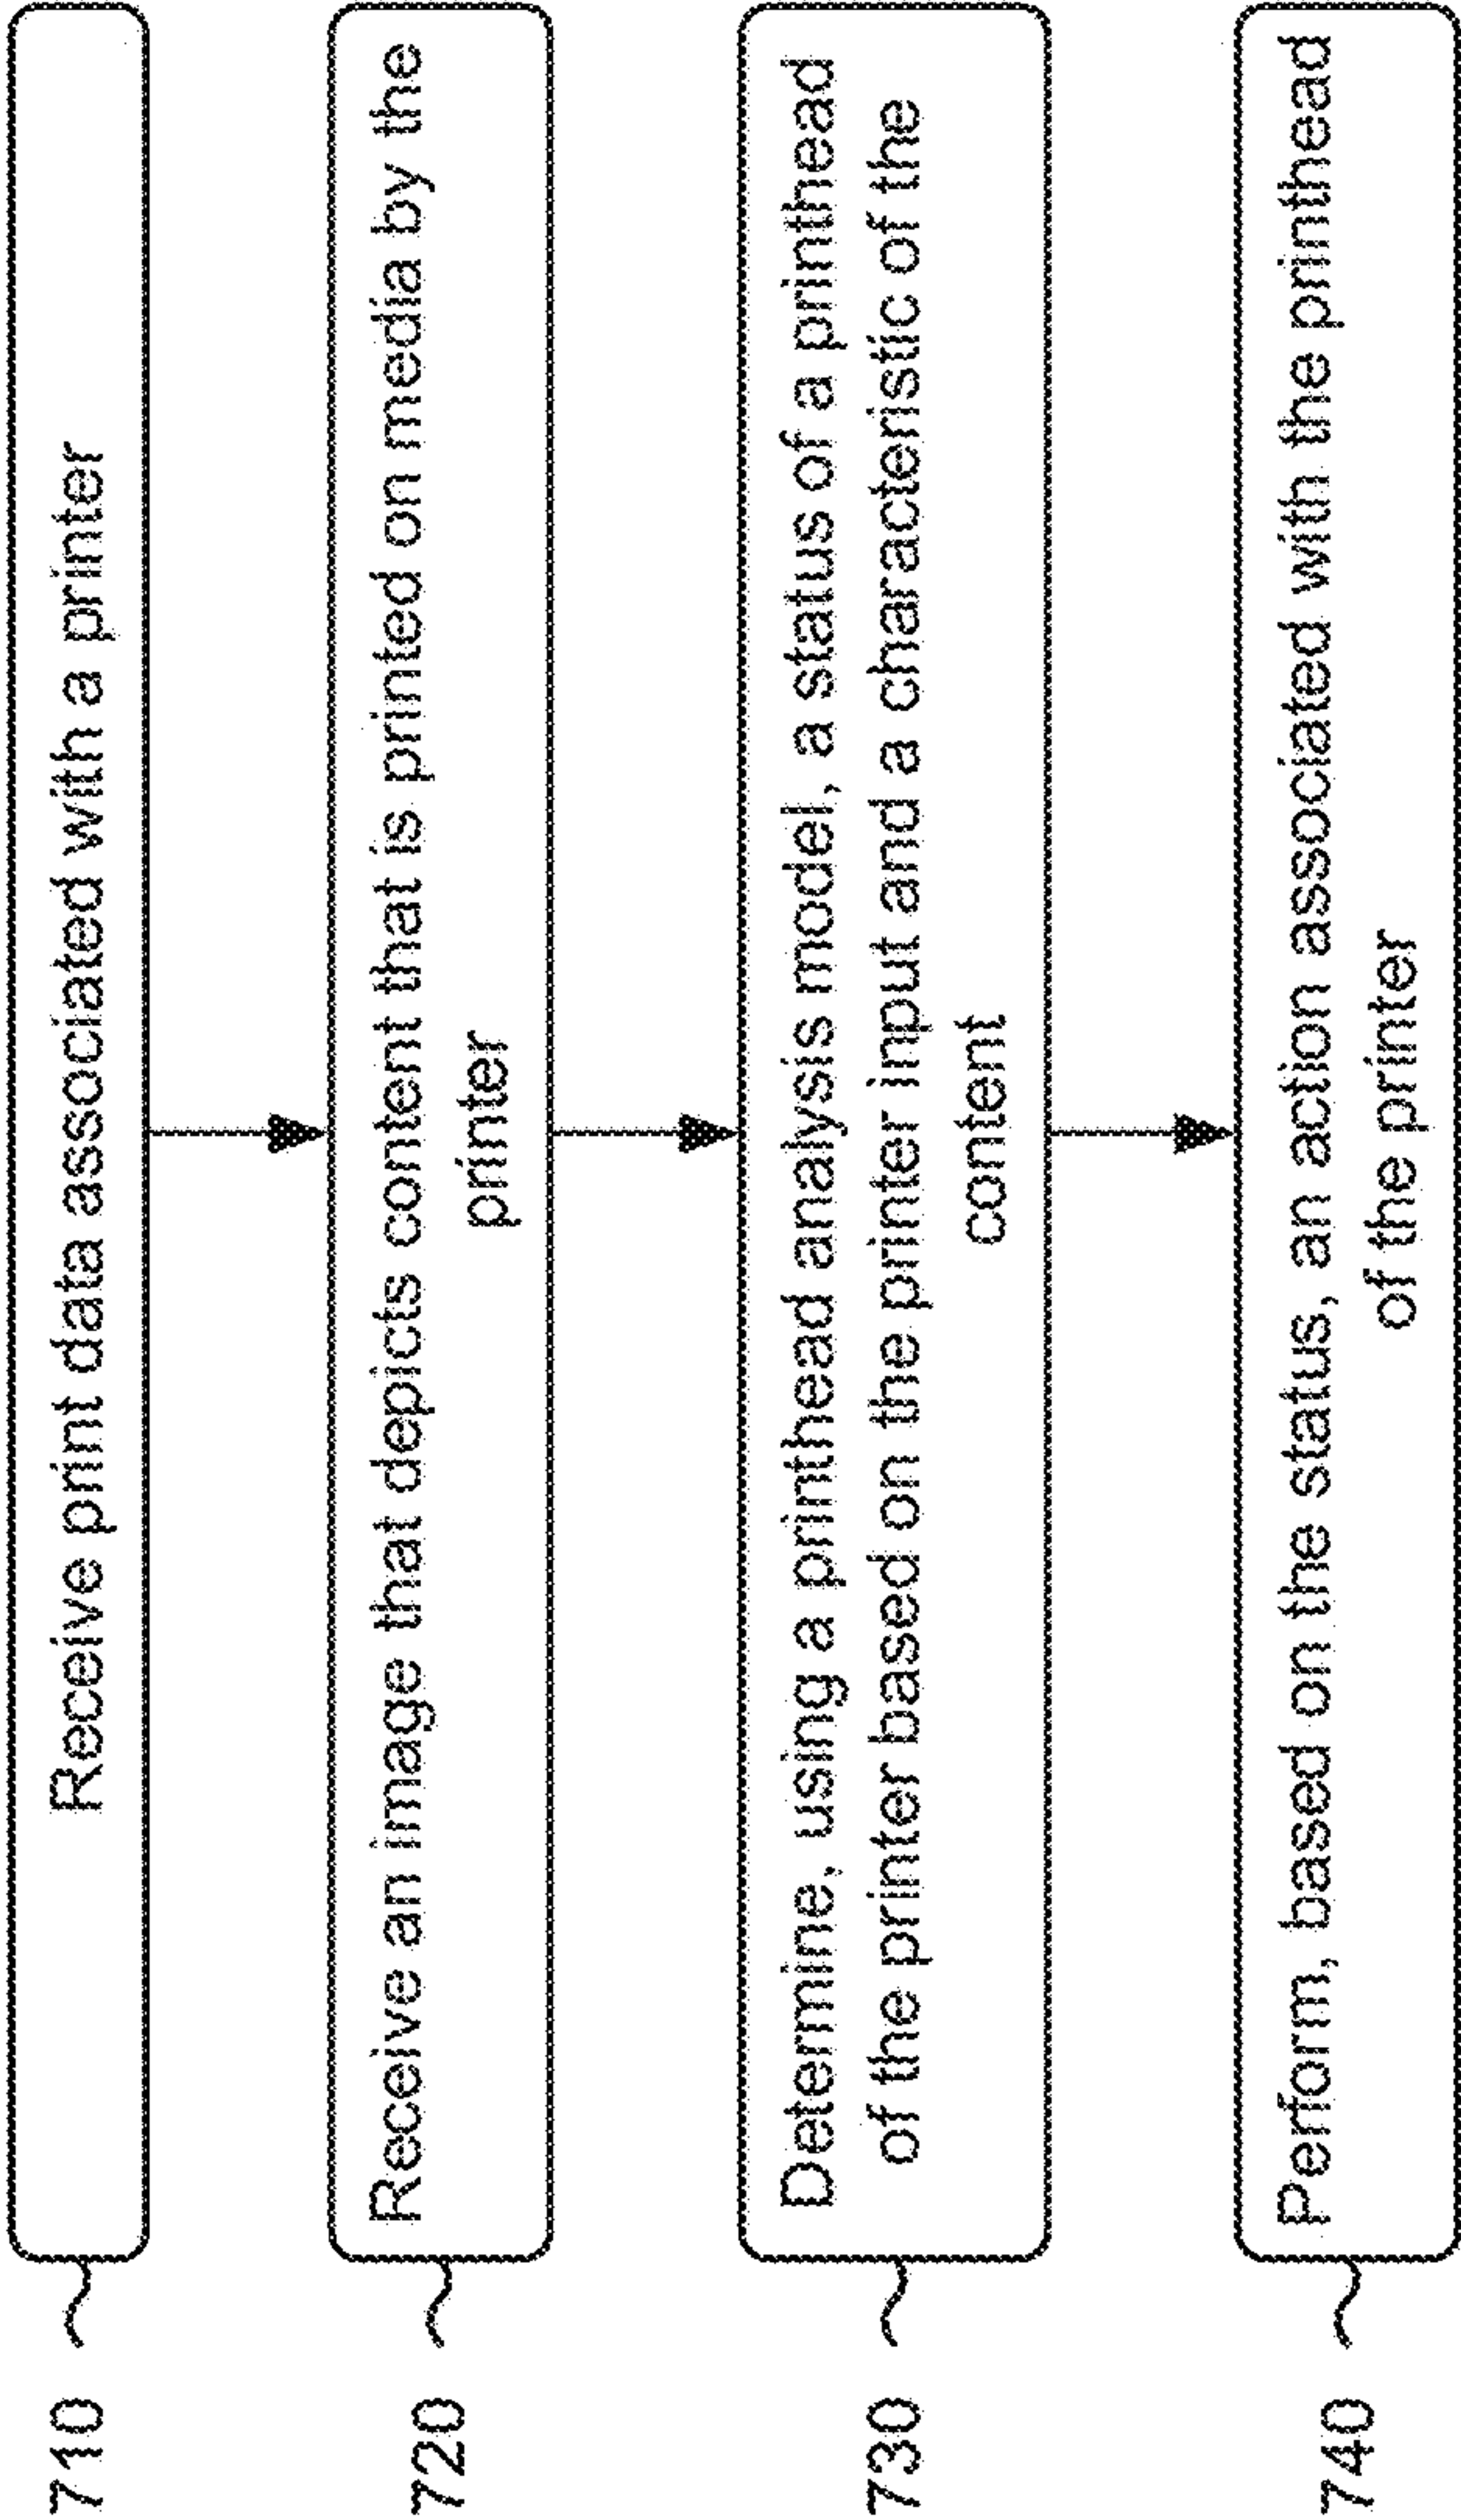 710
Receive print data associated with a printer
720
Receive an image that depicts content that is printed on media by the
printer
730
Determine, using a printhead analysis model, a status of a printhead
of the printer based on the printer input and a characteristic of the
content
740
Perform, based on the status, an action associated with the printhead
of the printer